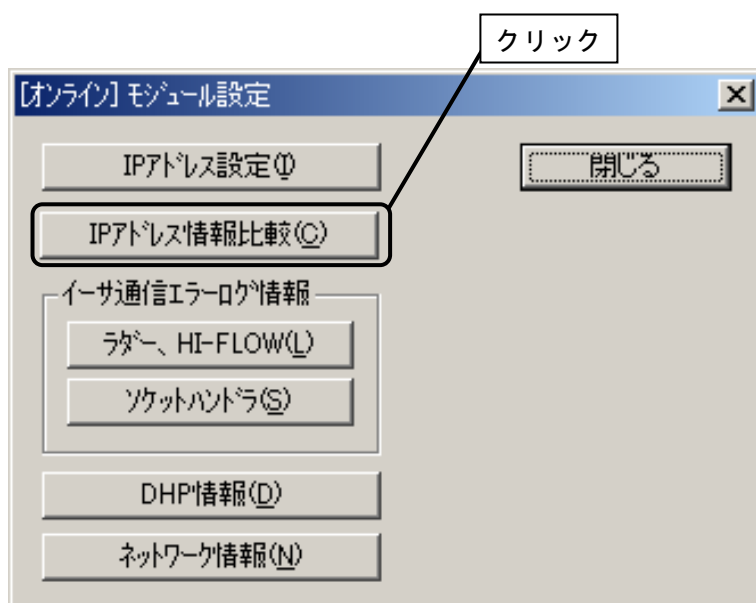 クリック
[オンライン] モジュール設定
IPアドレス設定(I)
閉じる
IPアドレス情報比較(C)
イーサ通信エラーログ情報
ラダー、HI-FLOW(L)
ソケットハンドラ(S)
DHP情報(D)
ネットワーク情報(N)